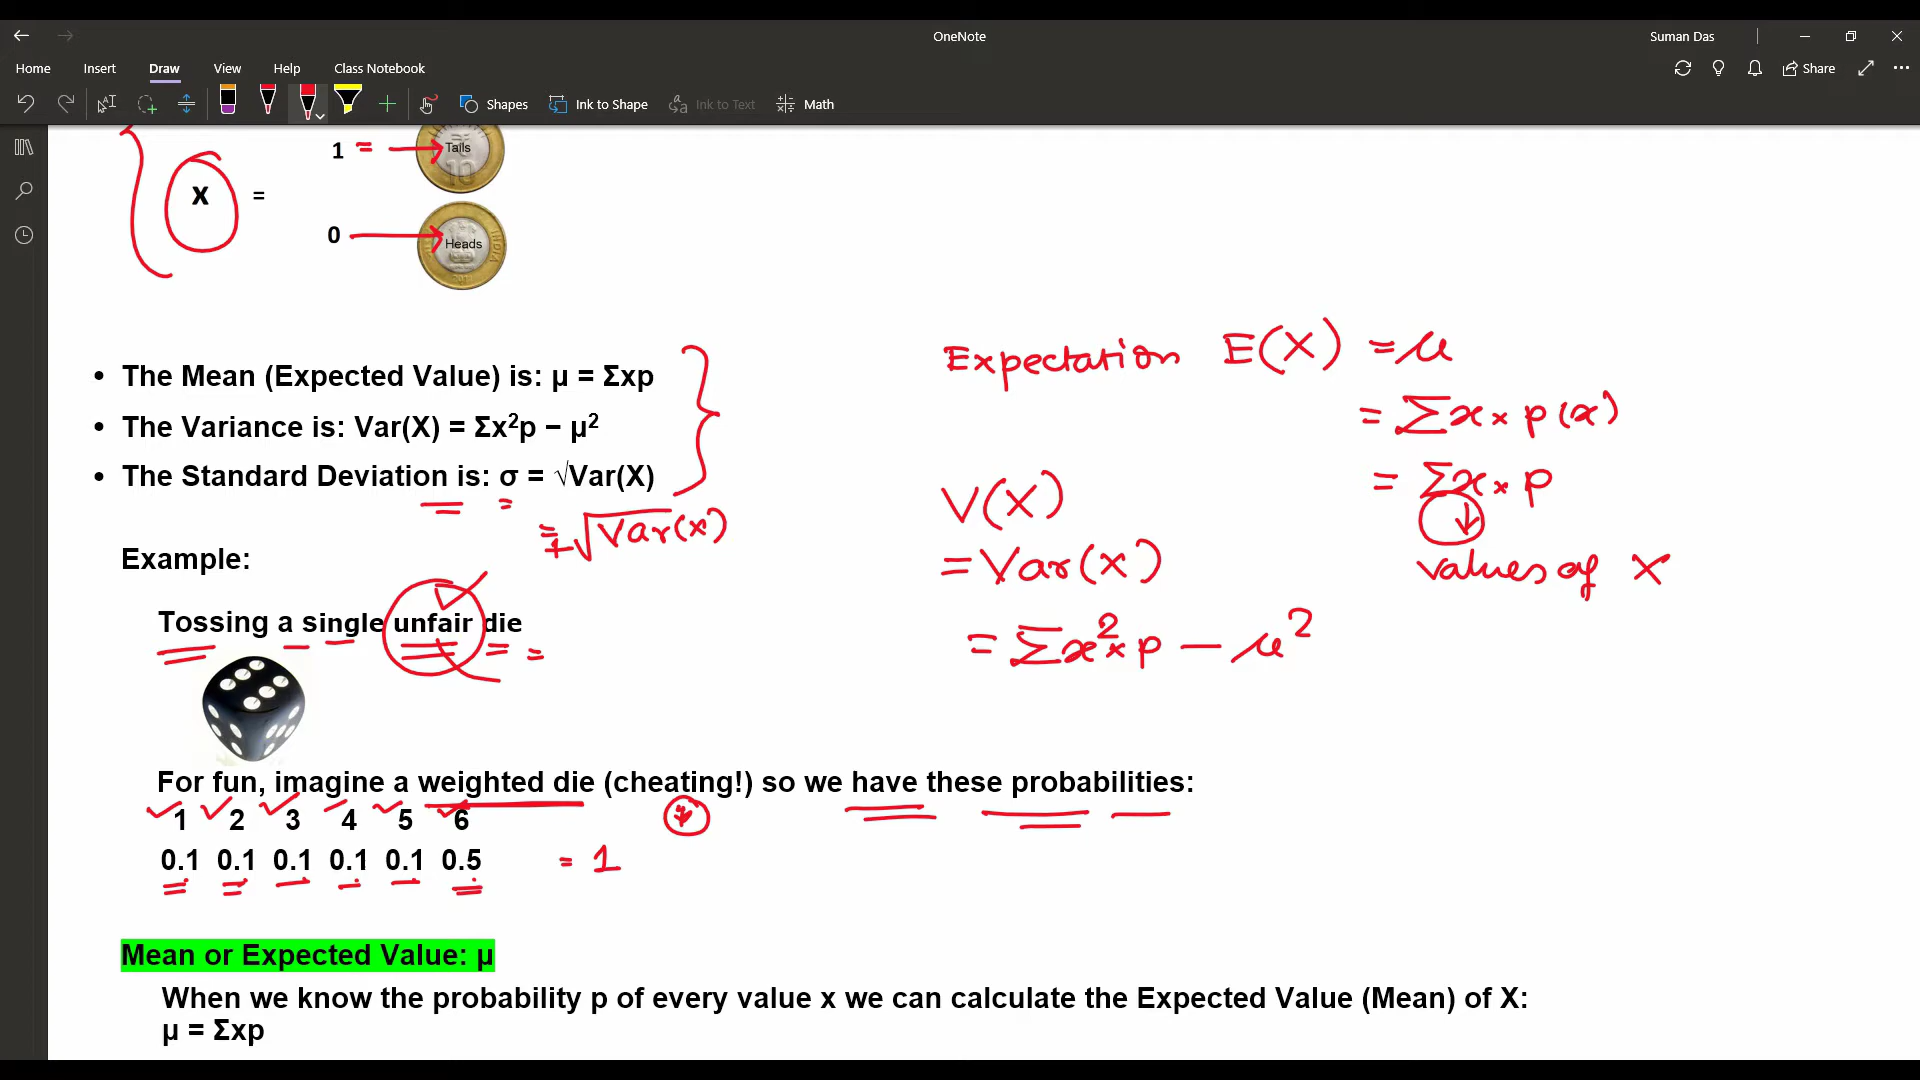 OneNote
Suman Das
Home Insert Draw View Help Class Notebook
Share
Shapes Ink to Shape Ink to Text Math
1 = Tails
10
X =
0 Heads
INDIA
Expectation E(X) = μ
• The Mean (Expected Value) is: μ = Σxp
= Σx × p(x)
• The Variance is: Var(X) = Σx²p − μ²
• The Standard Deviation is: σ = √Var(X)
= Σx × p
V(X)
= + √Var(x)
Example:
= Var(X)
values of X
Tossing a single unfair die
= Σx² × p − μ²
For fun, imagine a weighted die (cheating!) so we have these probabilities:
1 2 3 4 5 6
0.1 0.1 0.1 0.1 0.1 0.5 = 1
Mean or Expected Value: μ
When we know the probability p of every value x we can calculate the Expected Value (Mean) of X:
μ = Σxp